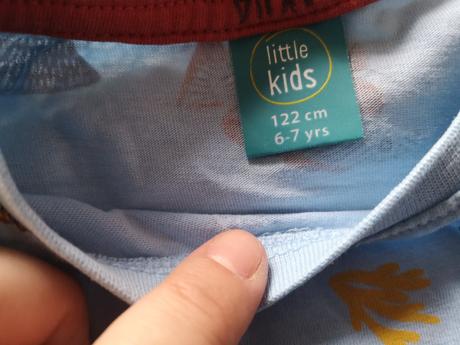 little
kids
122 cm
6-7 yrs